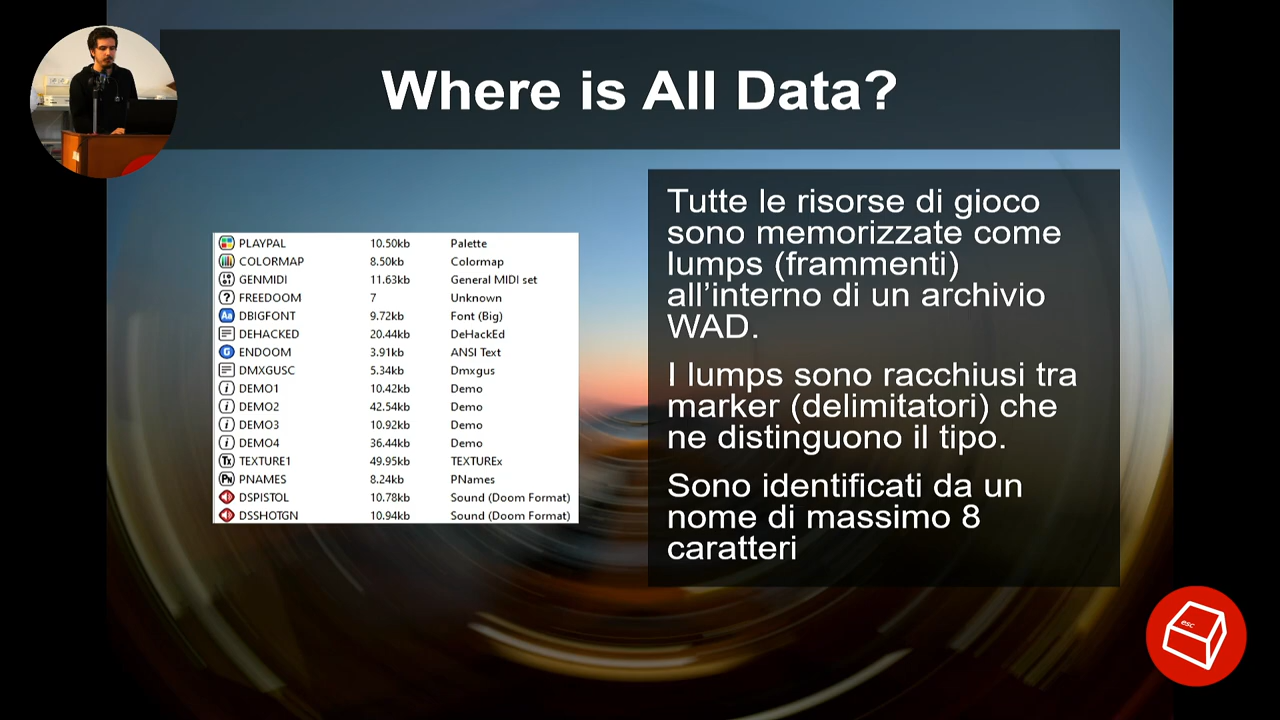 Where is All Data?
PLAYPAL 10.50kb Palette
COLORMAP 8.50kb Colormap
GENMIDI 11.63kb General MIDI set
FREEDOOM 7 Unknown
DBIGFONT 9.72kb Font (Big)
DEHACKED 20.44kb DeHackEd
ENDOOM 3.91kb ANSI Text
DMXGUSC 5.34kb Dmxgus
DEMO1 10.42kb Demo
DEMO2 42.54kb Demo
DEMO3 10.92kb Demo
DEMO4 36.44kb Demo
TEXTURE1 49.95kb TEXTUREx
PNAMES 8.24kb PNames
DSPISTOL 10.78kb Sound (Doom Format)
DSSHOTGN 10.94kb Sound (Doom Format)
Tutte le risorse di gioco
sono memorizzate come
lumps (frammenti)
all’interno di un archivio
WAD.
I lumps sono racchiusi tra
marker (delimitatori) che
ne distinguono il tipo.
Sono identificati da un
nome di massimo 8
caratteri
esc